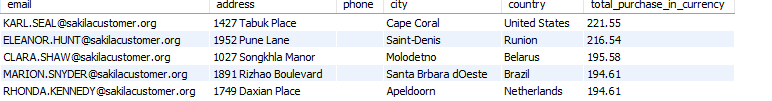 email address phone city country total_purchase_in_currency
KARL.SEAL@sakilacustomer.org 1427 Tabuk Place Cape Coral United States 221.55
ELEANOR.HUNT@sakilacustomer.org 1952 Pune Lane Saint-Denis Runion 216.54
CLARA.SHAW@sakilacustomer.org 1027 Songkhla Manor Molodetno Belarus 195.58
MARION.SNYDER@sakilacustomer.org 1891 Rizhao Boulevard Santa Brbara dOeste Brazil 194.61
RHONDA.KENNEDY@sakilacustomer.org 1749 Daxian Place Apeldoorn Netherlands 194.61